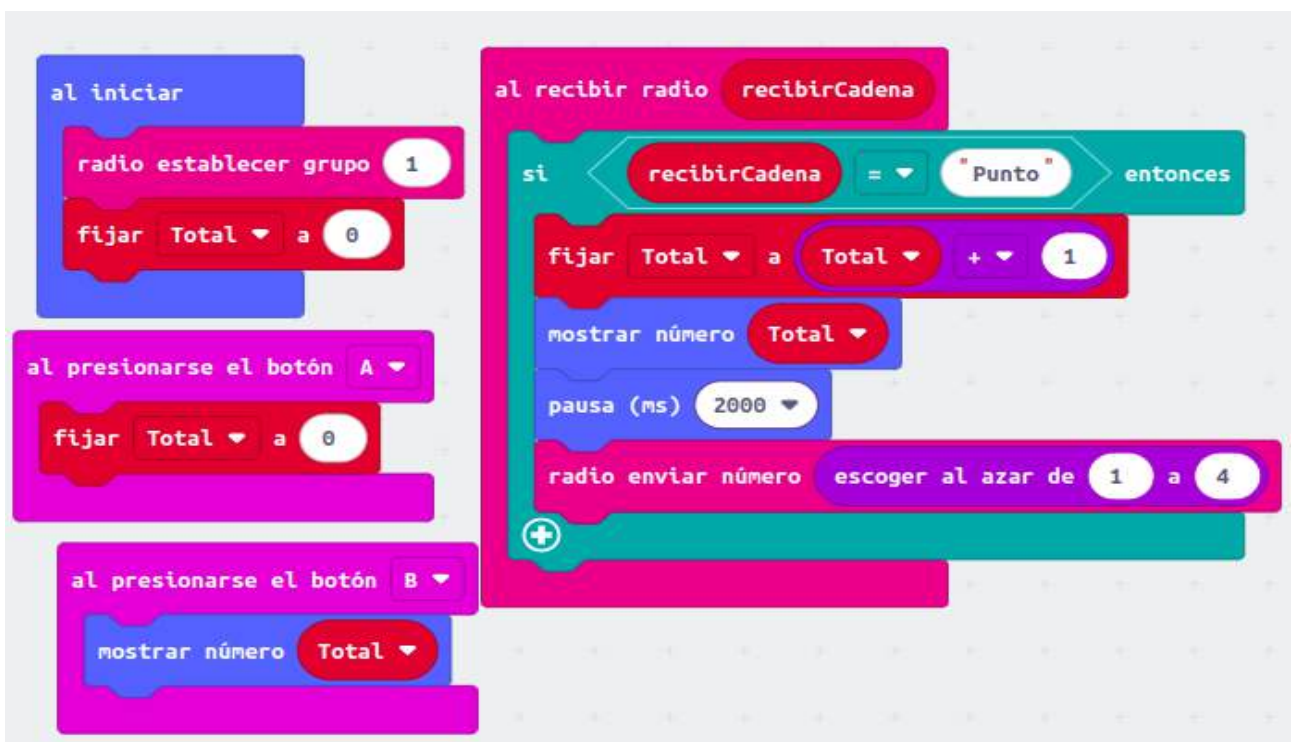 al iniciar
radio establecer grupo 1
fijar Total a 0
al presionarse el botón A
fijar Total a 0
al presionarse el botón B
mostrar número Total
al recibir radio recibirCadena
si recibirCadena = "Punto" entonces
fijar Total a Total + 1
mostrar número Total
pausa (ms) 2000
radio enviar número escoger al azar de 1 a 4